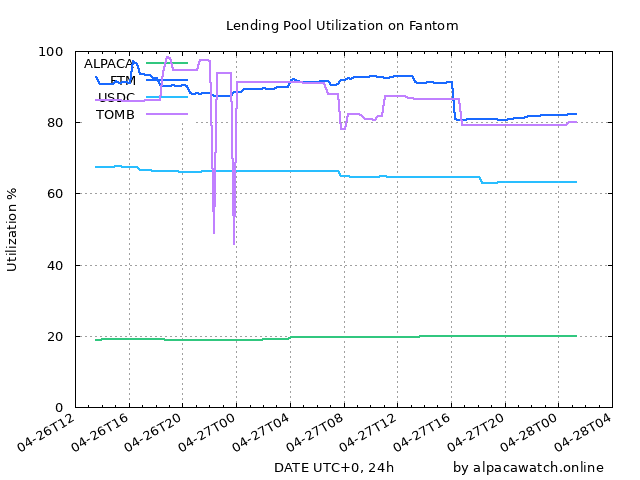 Lending Pool Utilization on Fantom
100
80
60
40
20
0
Utilization %
ALPACA
FTM
USDC
TOMB
04-26T12
04-26T16
04-26T20
04-27T00
04-27T04
04-27T08
04-27T12
04-27T16
04-27T20
04-28T00
04-28T04
DATE UTC+0, 24h
by alpacawatch.online